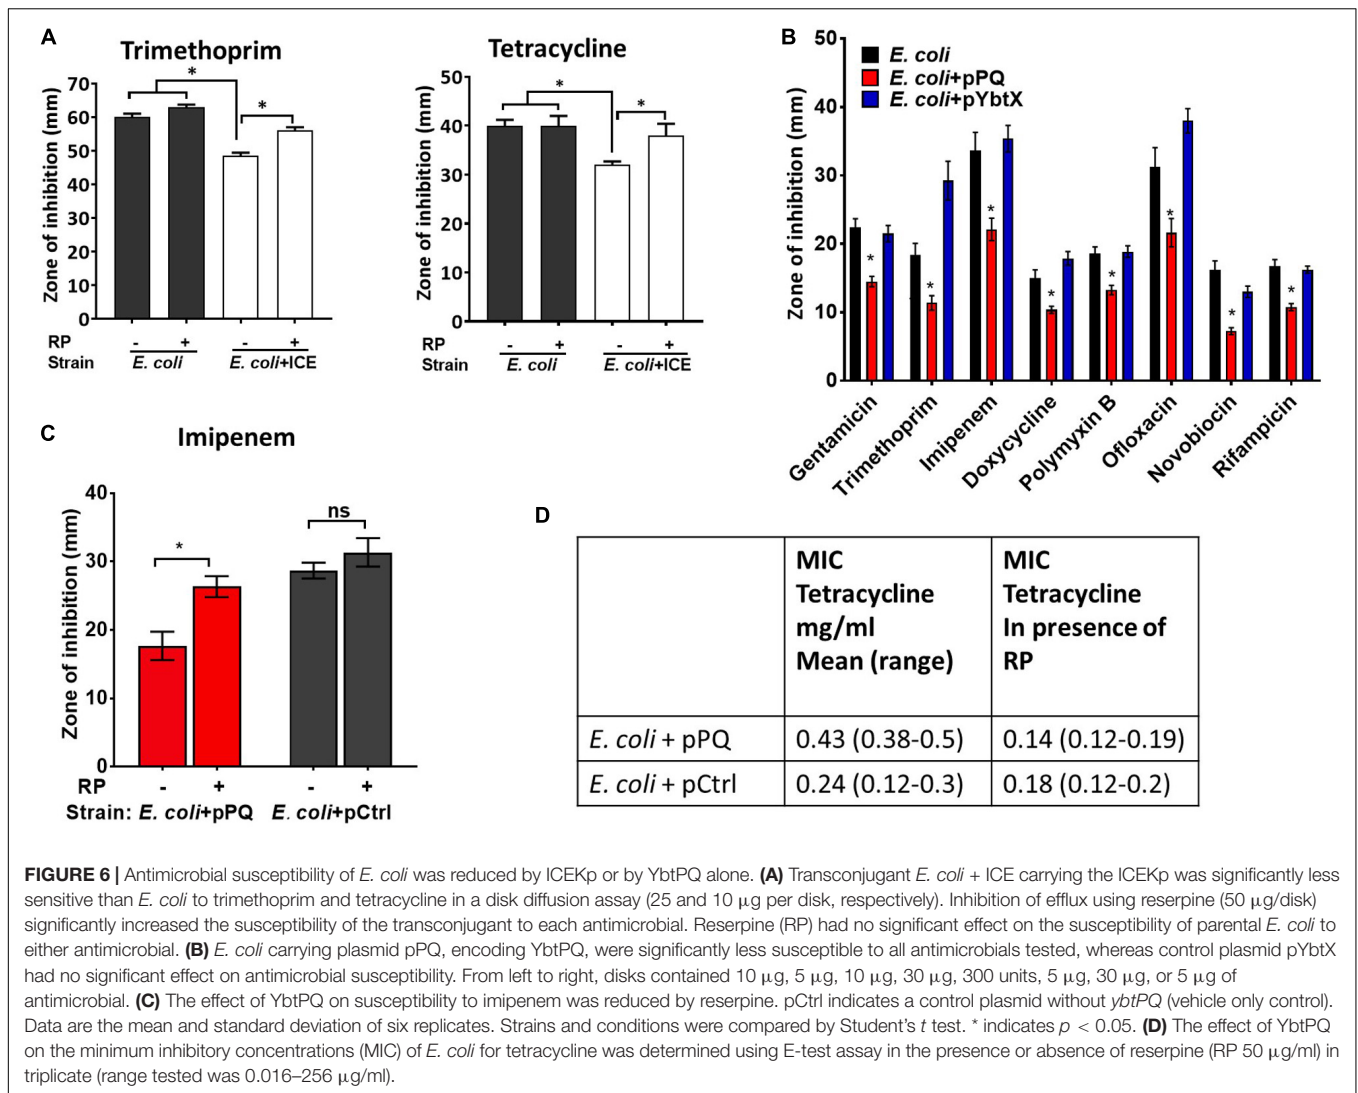 A
Trimethoprim
Zone of inhibition (mm)
70
60
50
40
30
20
10
0
*
*
RP - + - +
Strain E. coli E. coli+ICE
Tetracycline
Zone of inhibition (mm)
50
40
30
20
10
0
*
*
- + - +
E. coli E. coli+ICE
B
E. coli
E. coli+pPQ
E. coli+pYbtX
Zone of inhibition (mm)
50
40
30
20
10
0
* * * * * * * *
Gentamicin
Trimethoprim
Imipenem
Doxycycline
Polymyxin B
Ofloxacin
Novobiocin
Rifampicin
C
Imipenem
Zone of inhibition (mm)
40
30
20
10
0
*
ns
RP - + - +
Strain: E. coli+pPQ E. coli+pCtrl
D
MIC
Tetracycline
mg/ml
Mean (range)
MIC
Tetracycline
In presence of
RP
E. coli + pPQ 0.43 (0.38-0.5) 0.14 (0.12-0.19)
E. coli + pCtrl 0.24 (0.12-0.3) 0.18 (0.12-0.2)
FIGURE 6 | Antimicrobial susceptibility of E. coli was reduced by ICEKp or by YbtPQ alone. (A) Transconjugant E. coli + ICE carrying the ICEKp was significantly less
sensitive than E. coli to trimethoprim and tetracycline in a disk diffusion assay (25 and 10 μg per disk, respectively). Inhibition of efflux using reserpine (50 μg/disk)
significantly increased the susceptibility of the transconjugant to each antimicrobial. Reserpine (RP) had no significant effect on the susceptibility of parental E. coli to
either antimicrobial. (B) E. coli carrying plasmid pPQ, encoding YbtPQ, were significantly less susceptible to all antimicrobials tested, whereas control plasmid pYbtX
had no significant effect on antimicrobial susceptibility. From left to right, disks contained 10 μg, 5 μg, 10 μg, 30 μg, 300 units, 5 μg, 30 μg, or 5 μg of
antimicrobial. (C) The effect of YbtPQ on susceptibility to imipenem was reduced by reserpine. pCtrl indicates a control plasmid without ybtPQ (vehicle only control).
Data are the mean and standard deviation of six replicates. Strains and conditions were compared by Student's t test. * indicates p < 0.05. (D) The effect of YbtPQ
on the minimum inhibitory concentrations (MIC) of E. coli for tetracycline was determined using E-test assay in the presence or absence of reserpine (RP 50 μg/ml) in
triplicate (range tested was 0.016–256 μg/ml).